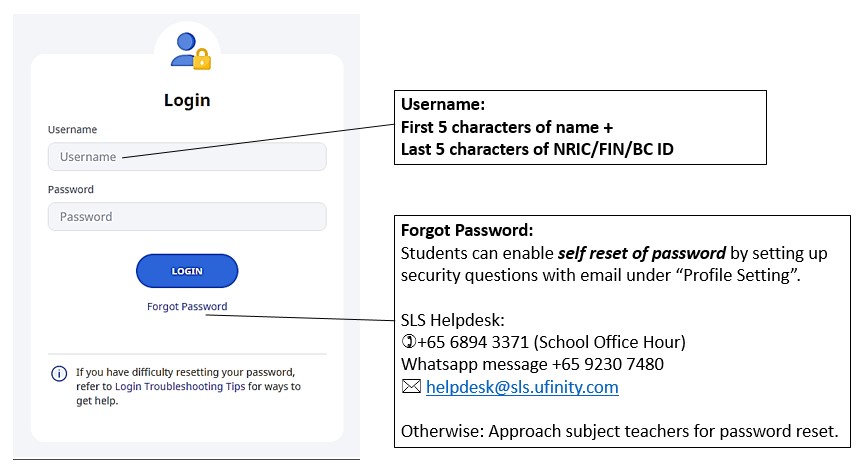 Login
Username
Username
Password
Password
LOGIN
Forgot Password
If you have difficulty resetting your password,
refer to Login Troubleshooting Tips for ways to
get help.
Username:
First 5 characters of name +
Last 5 characters of NRIC/FIN/BC ID
Forgot Password:
Students can enable self reset of password by setting up
security questions with email under “Profile Setting”.
SLS Helpdesk:
✆+65 6894 3371 (School Office Hour)
Whatsapp message +65 9230 7480
✉ helpdesk@sls.ufinity.com
Otherwise: Approach subject teachers for password reset.